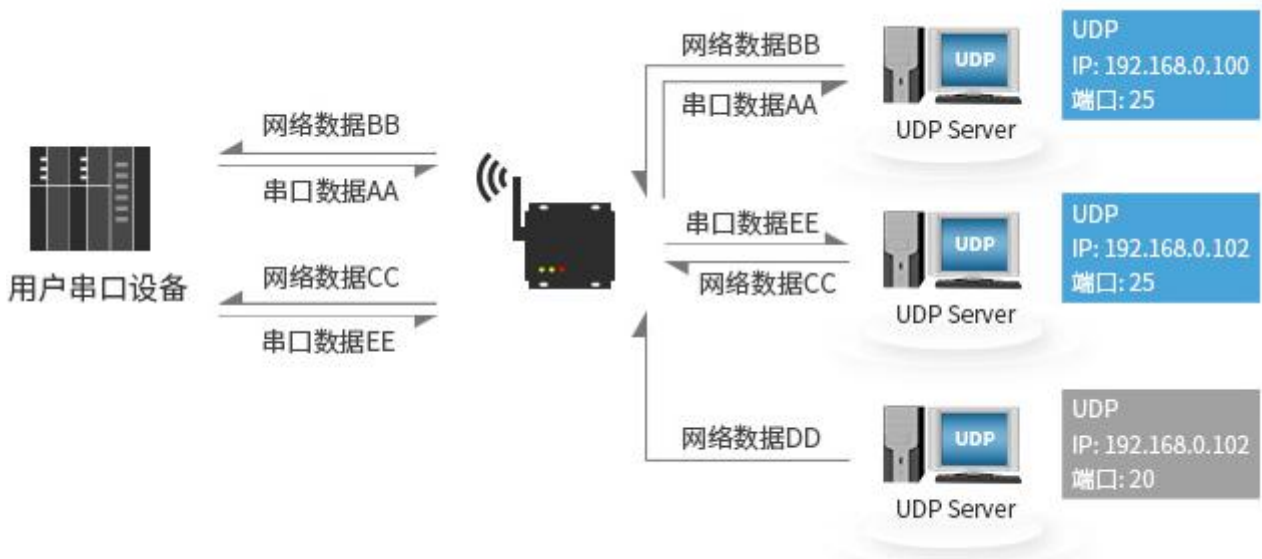 网络数据BB
串口数据AA
用户串口设备
网络数据CC
串口数据EE
网络数据BB
串口数据AA
UDP
UDP Server
UDP
IP: 192.168.0.100
端口: 25
串口数据EE
网络数据CC
UDP
UDP Server
UDP
IP: 192.168.0.102
端口: 25
网络数据DD
UDP
UDP Server
UDP
IP: 192.168.0.102
端口: 20